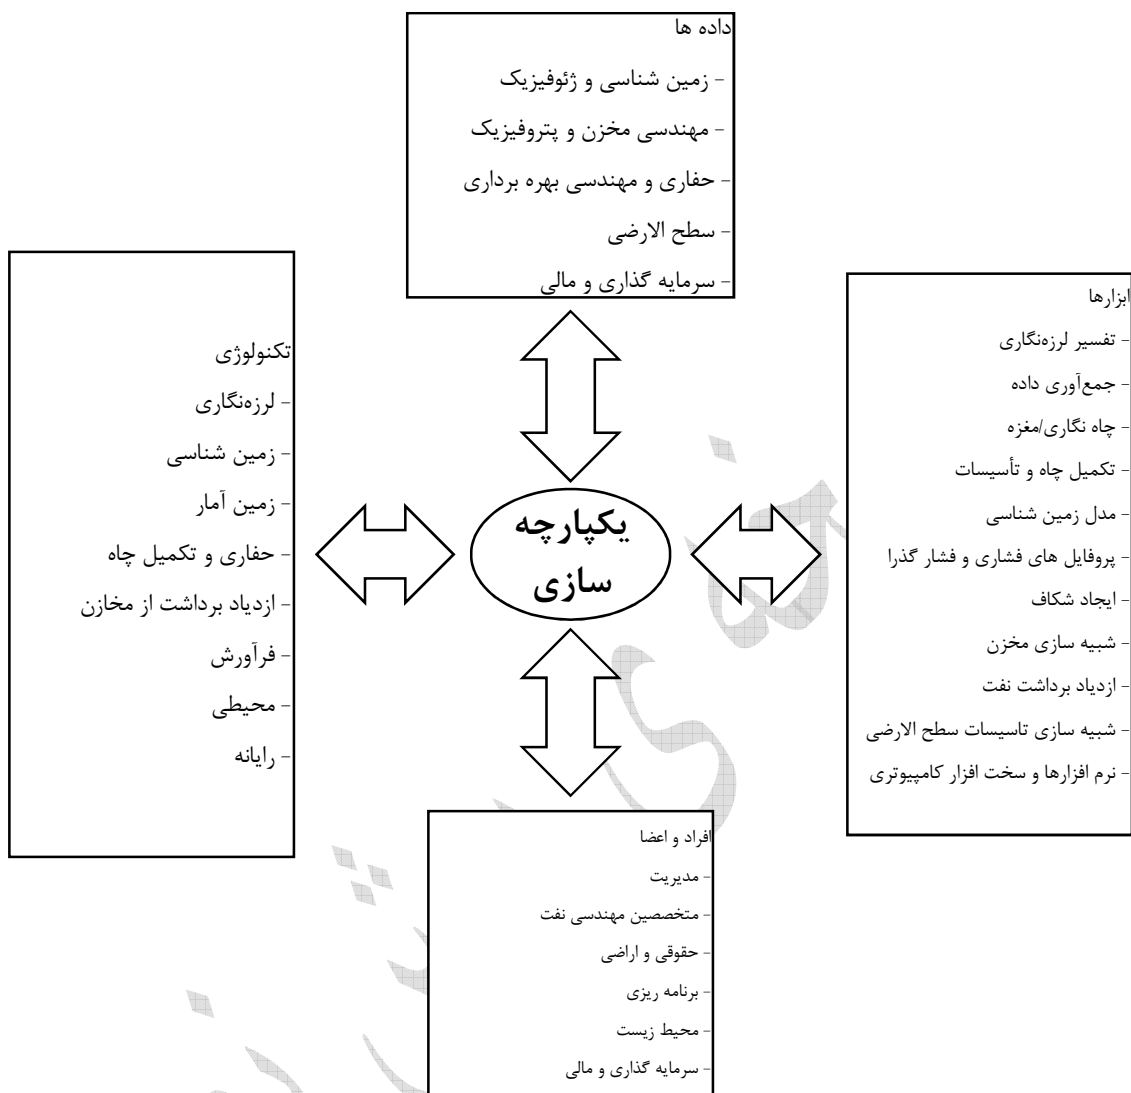 داده ها
- زمین شناسی و ژئوفیزیک
- مهندسی مخزن و پتروفیزیک
- حفاری و مهندسی بهره برداری
- سطح الارضی
- سرمایه گذاری و مالی
ابزارها
- تفسیر لرزه‌نگاری
- جمع‌آوری داده
- چاه نگاری/مغزه
- تکمیل چاه و تأسیسات
- مدل زمین شناسی
- پروفایل های فشاری و فشار گذرا
- ایجاد شکاف
- شبیه سازی مخزن
- ازدیاد برداشت نفت
- شبیه سازی تاسیسات سطح الارضی
- نرم افزارها و سخت افزار کامپیوتری
یکپارچه
سازی
تکنولوژی
- لرزه‌نگاری
- زمین شناسی
- زمین آمار
- حفاری و تکمیل چاه
- ازدیاد برداشت از مخازن
- فرآورش
- محیطی
- رایانه
افراد و اعضا
- مدیریت
- متخصصین مهندسی نفت
- حقوقی و اراضی
- برنامه ریزی
- محیط زیست
- سرمایه گذاری و مالی